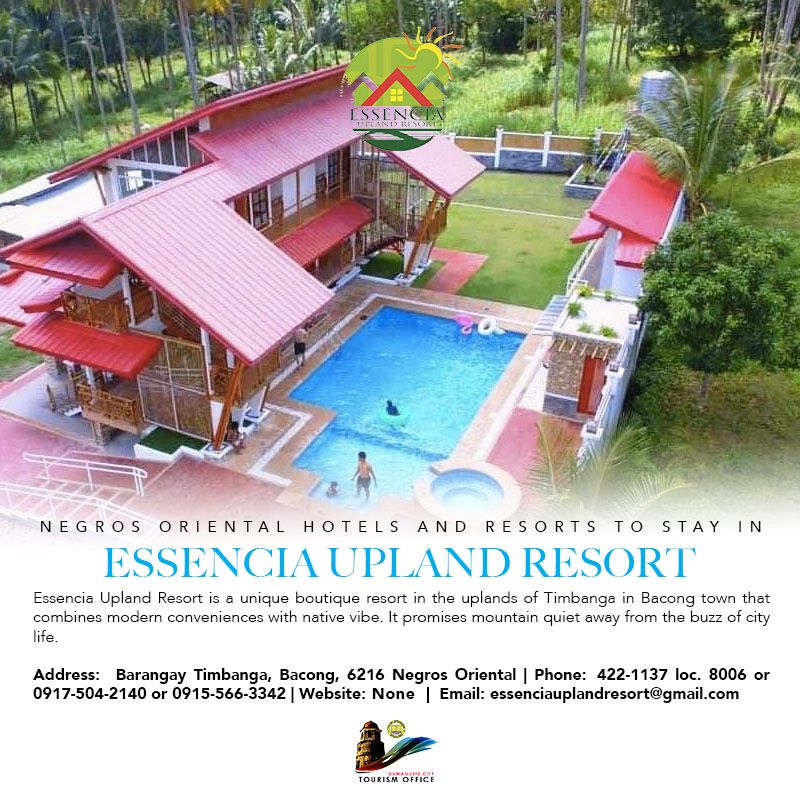 ESSENCIA
UPLAND RESORT
NEGROS ORIENTAL HOTELS AND RESORTS TO STAY IN
ESSENCIA UPLAND RESORT
Essencia Upland Resort is a unique boutique resort in the uplands of Timbanga in Bacong town that
combines modern conveniences with native vibe. It promises mountain quiet away from the buzz of city
life.
Address: Barangay Timbanga, Bacong, 6216 Negros Oriental | Phone: 422-1137 loc. 8006 or
0917-504-2140 or 0915-566-3342 | Website: None | Email: essenciauplandresort@gmail.com
DUMAGUETE CITY
TOURISM OFFICE